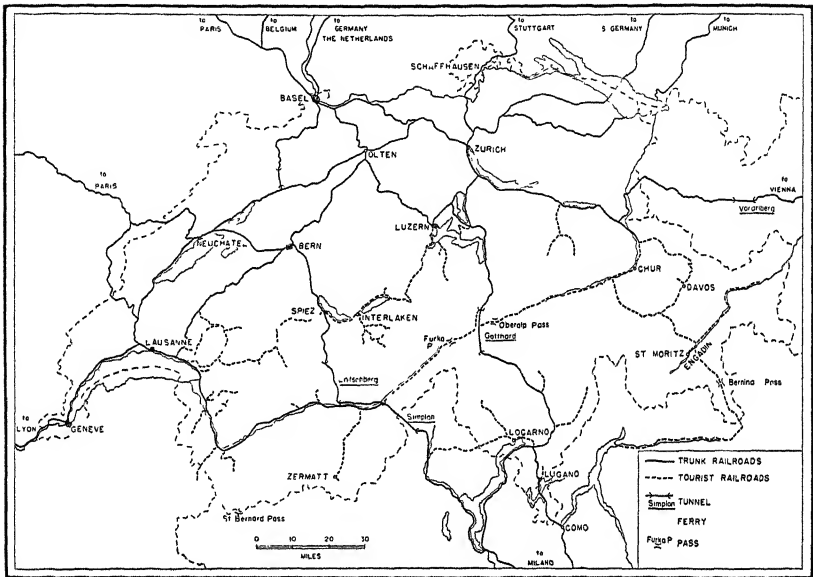 to
PARIS
to
BELGIUM
to
GERMANY
THE NETHERLANDS
to
STUTTGART
to
S GERMANY
to
MUNICH
SCHAFFHAUSEN
BASEL
OLTEN
ZURICH
to
PARIS
to
VIENNA
Vorarlberg
LUZERN
NEUCHATEL
BERN
CHUR
DAVOS
SPIEZ
INTERLAKEN
Oberalp Pass
Furka
P
Gotthard
LAUSANNE
ST MORITZ
ENGADIN
Bernina Pass
Simplon
to
LYON
GENEVE
LOCARNO
LUGANO
ZERMATT
St Bernard Pass
COMO
0 10 20 30
MILES
to
MILANO
TRUNK RAILROADS
TOURIST RAILROADS
Simplon TUNNEL
FERRY
Furka P PASS